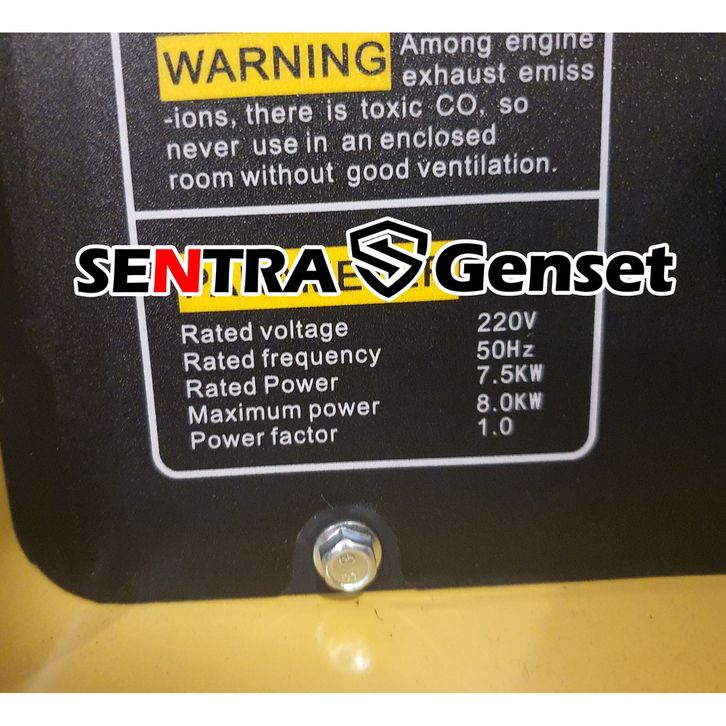 WARNING Among engine
exhaust emiss
-ions, there is toxic CO, so
never use in an enclosed
room without good ventilation.
SENTRA S Genset
Rated voltage 220V
Rated frequency 50Hz
Rated Power 7.5KW
Maximum power 8.0KW
Power factor 1.0